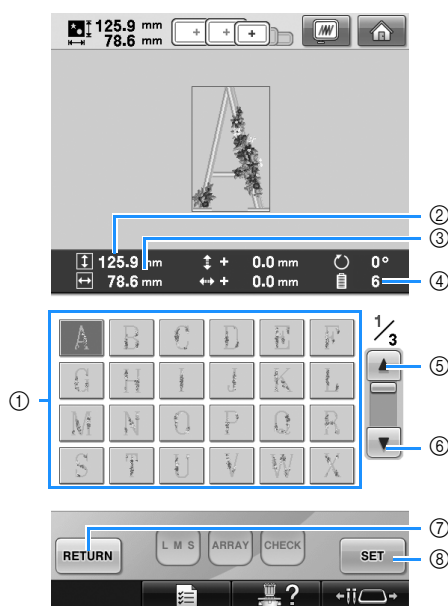 125.9 mm
78.6 mm
②
③
125.9 mm + 0.0 mm 0°
78.6 mm + 0.0 mm 6 ④
1/3
A B C D E F
⑤
G H I J K L
①
M N O P Q R
⑥
S T U V W X
⑦
RETURN L M S ARRAY CHECK SET ⑧
?